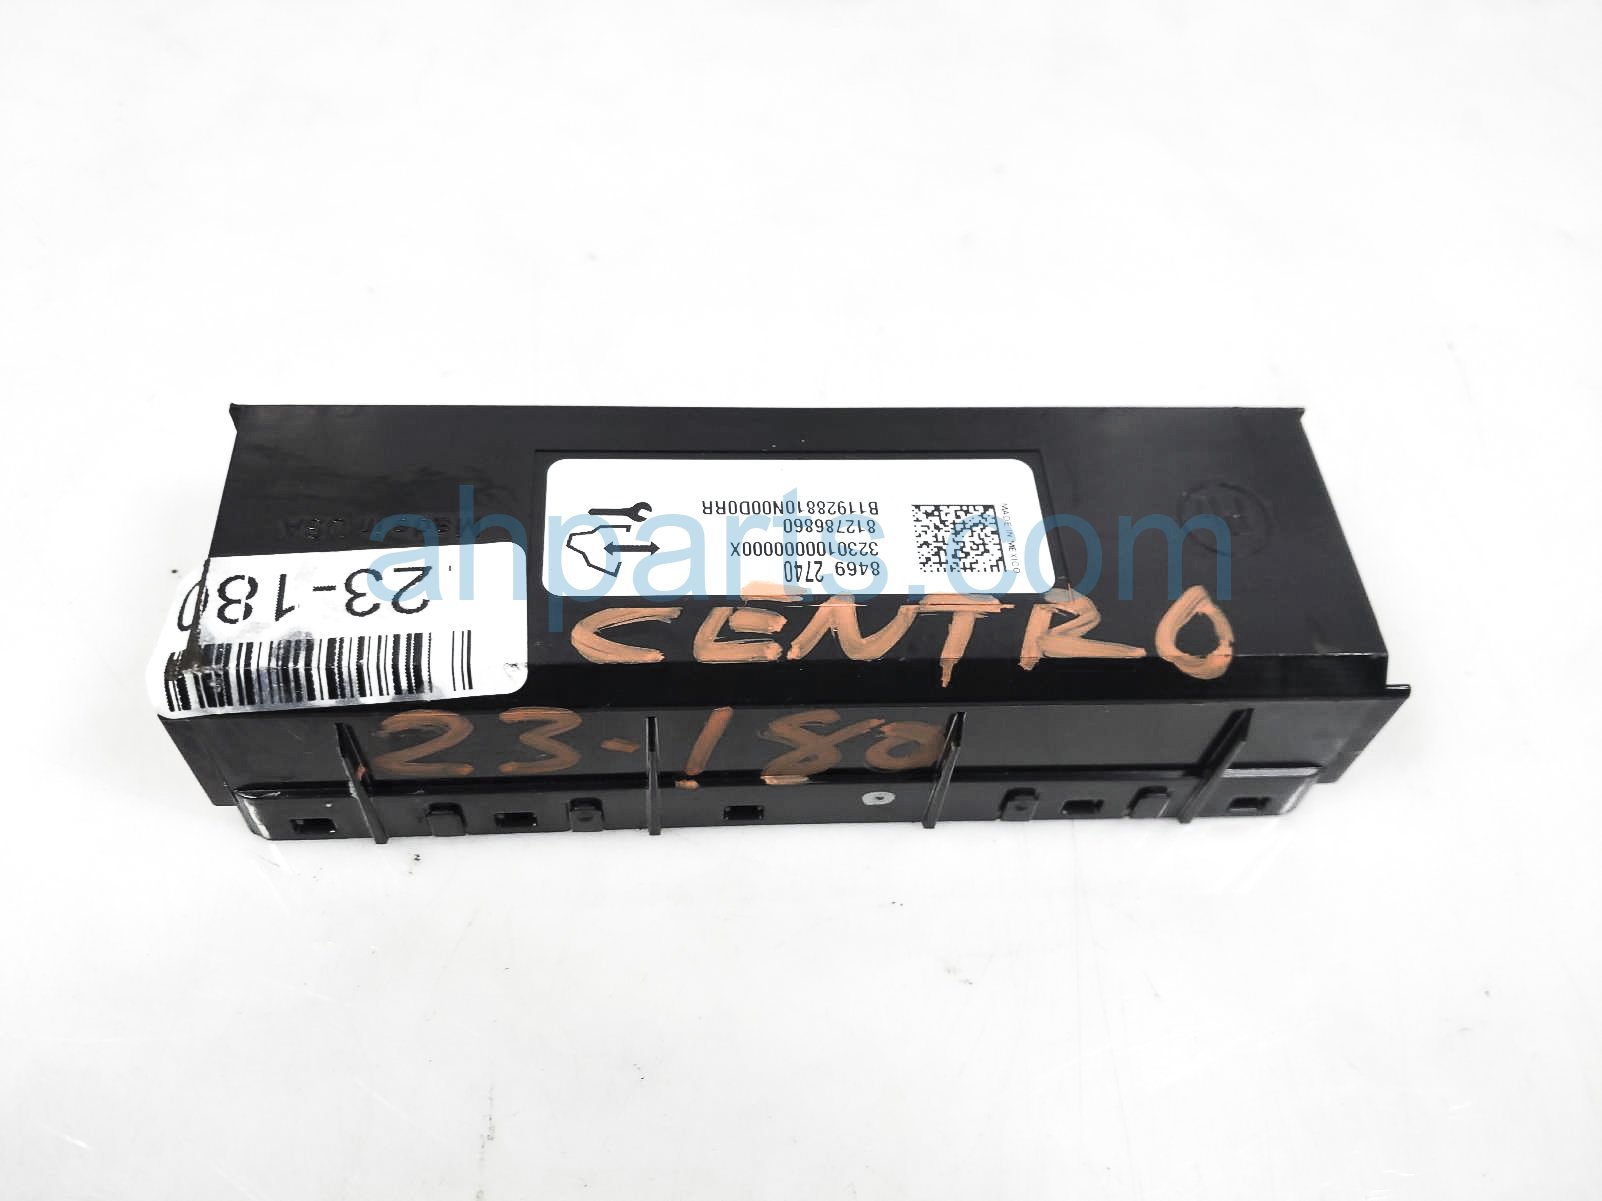 8469 2740
32301000000000X
812786860
B11928810N00D0RR
MADE IN MEXICO
23-180
CENTRO
23-180
ahparts.com